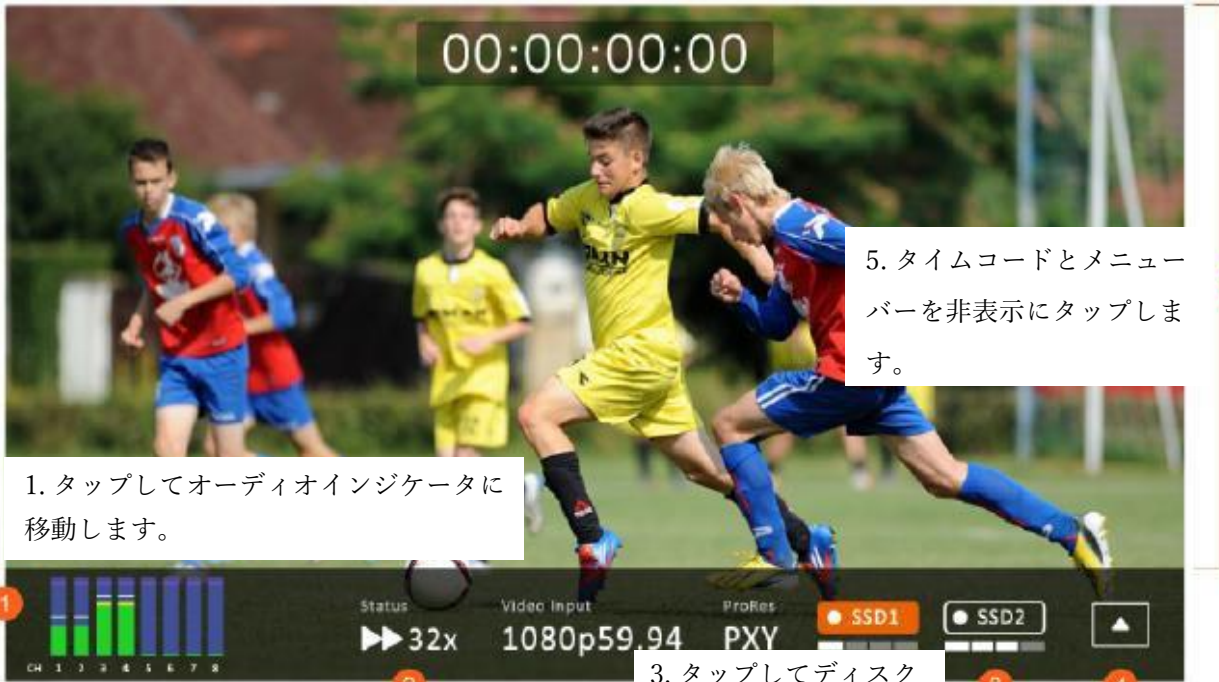 00:00:00:00
5. タイムコードとメニュー
バーを非表示にタップしま
す。
1. タップしてオーディオインジケータに
移動します。
1
Status
Video Input
ProRes
▶▶ 32x
1080p59.94
PXY
SSD1
SSD2
CH 1 2 3 4 5 6 7 8
3. タップしてディスク